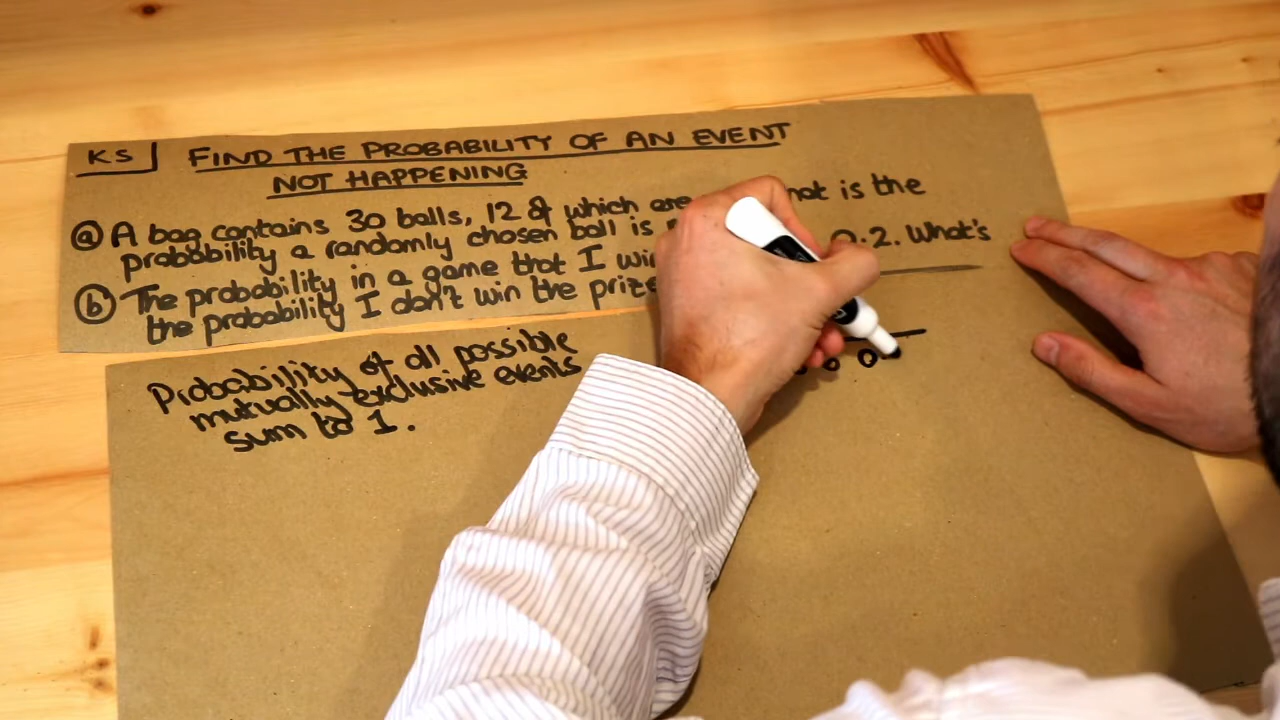 KS FIND THE PROBABILITY OF AN EVENT
NOT HAPPENING
(a) A bag contains 30 balls, 12 of which are What is the
probability a randomly chosen ball is
(b) The probability in a game that I win 0.2. What's
the probability I don't win the prize
Probability of all possible
mutually exclusive events
sum to 1.